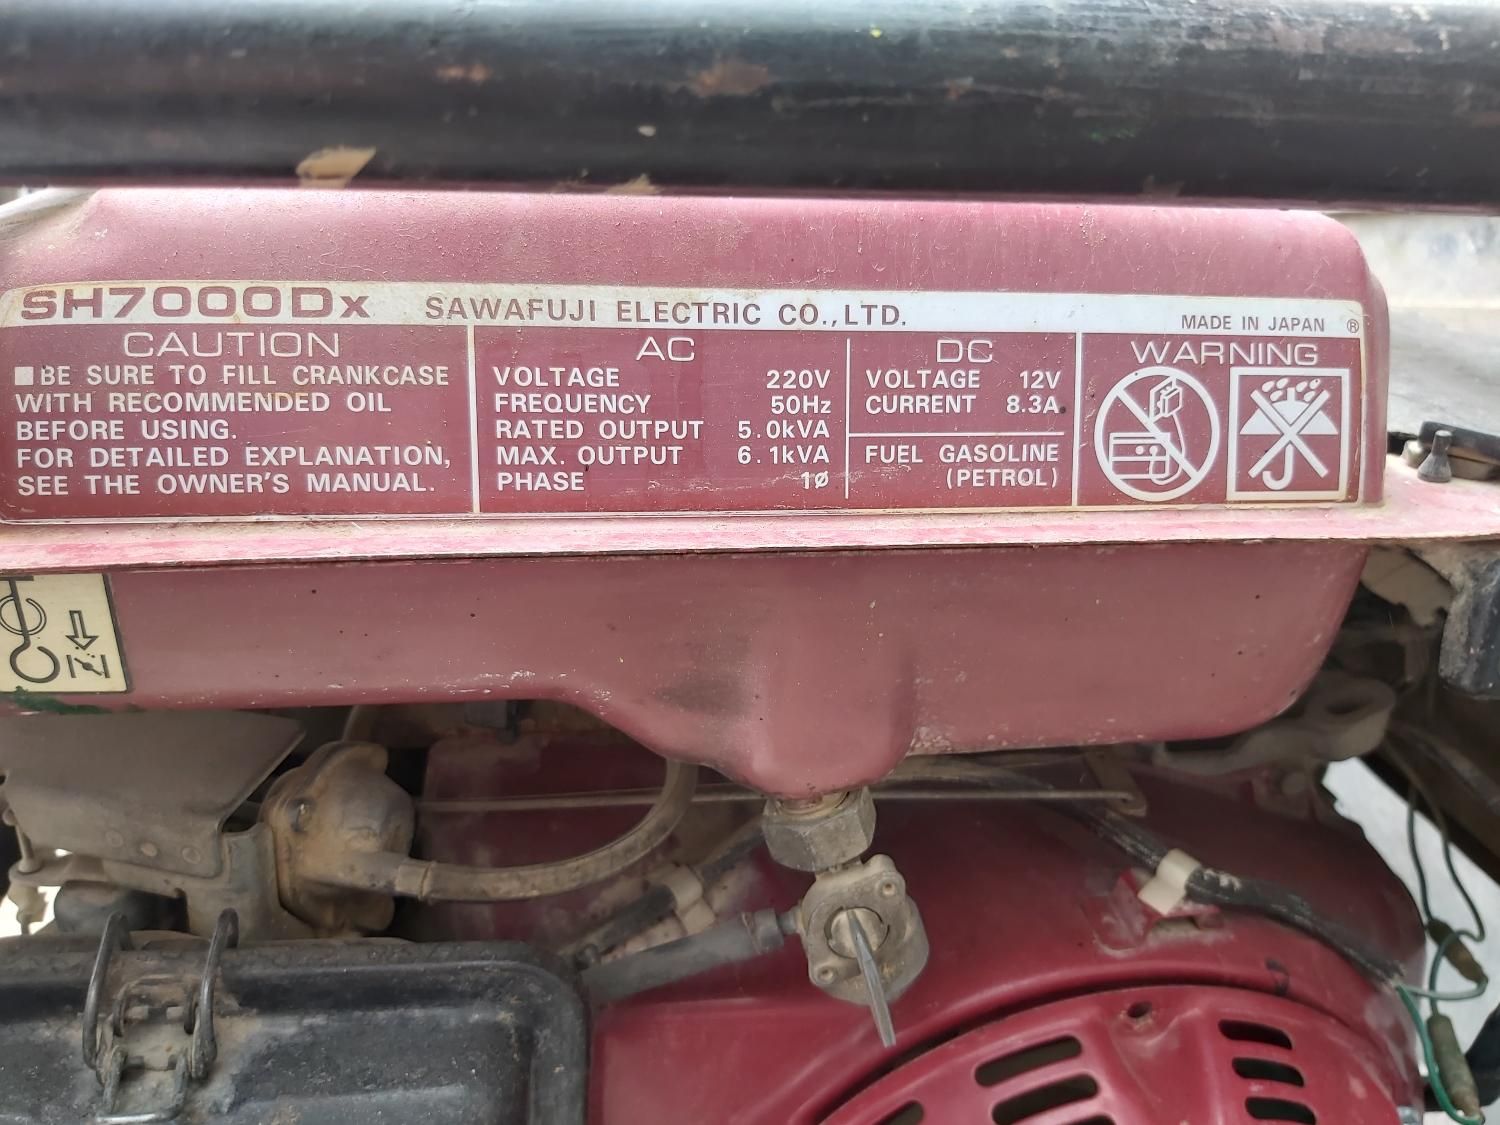 SH7000Dx SAWAFUJI ELECTRIC CO.,LTD. MADE IN JAPAN ®
CAUTION
■BE SURE TO FILL CRANKCASE
WITH RECOMMENDED OIL
BEFORE USING.
FOR DETAILED EXPLANATION,
SEE THE OWNER'S MANUAL.
AC
VOLTAGE 220V
FREQUENCY 50Hz
RATED OUTPUT 5.0kVA
MAX. OUTPUT 6.1kVA
PHASE 1ø
DC
VOLTAGE 12V
CURRENT 8.3A
FUEL GASOLINE
(PETROL)
WARNING